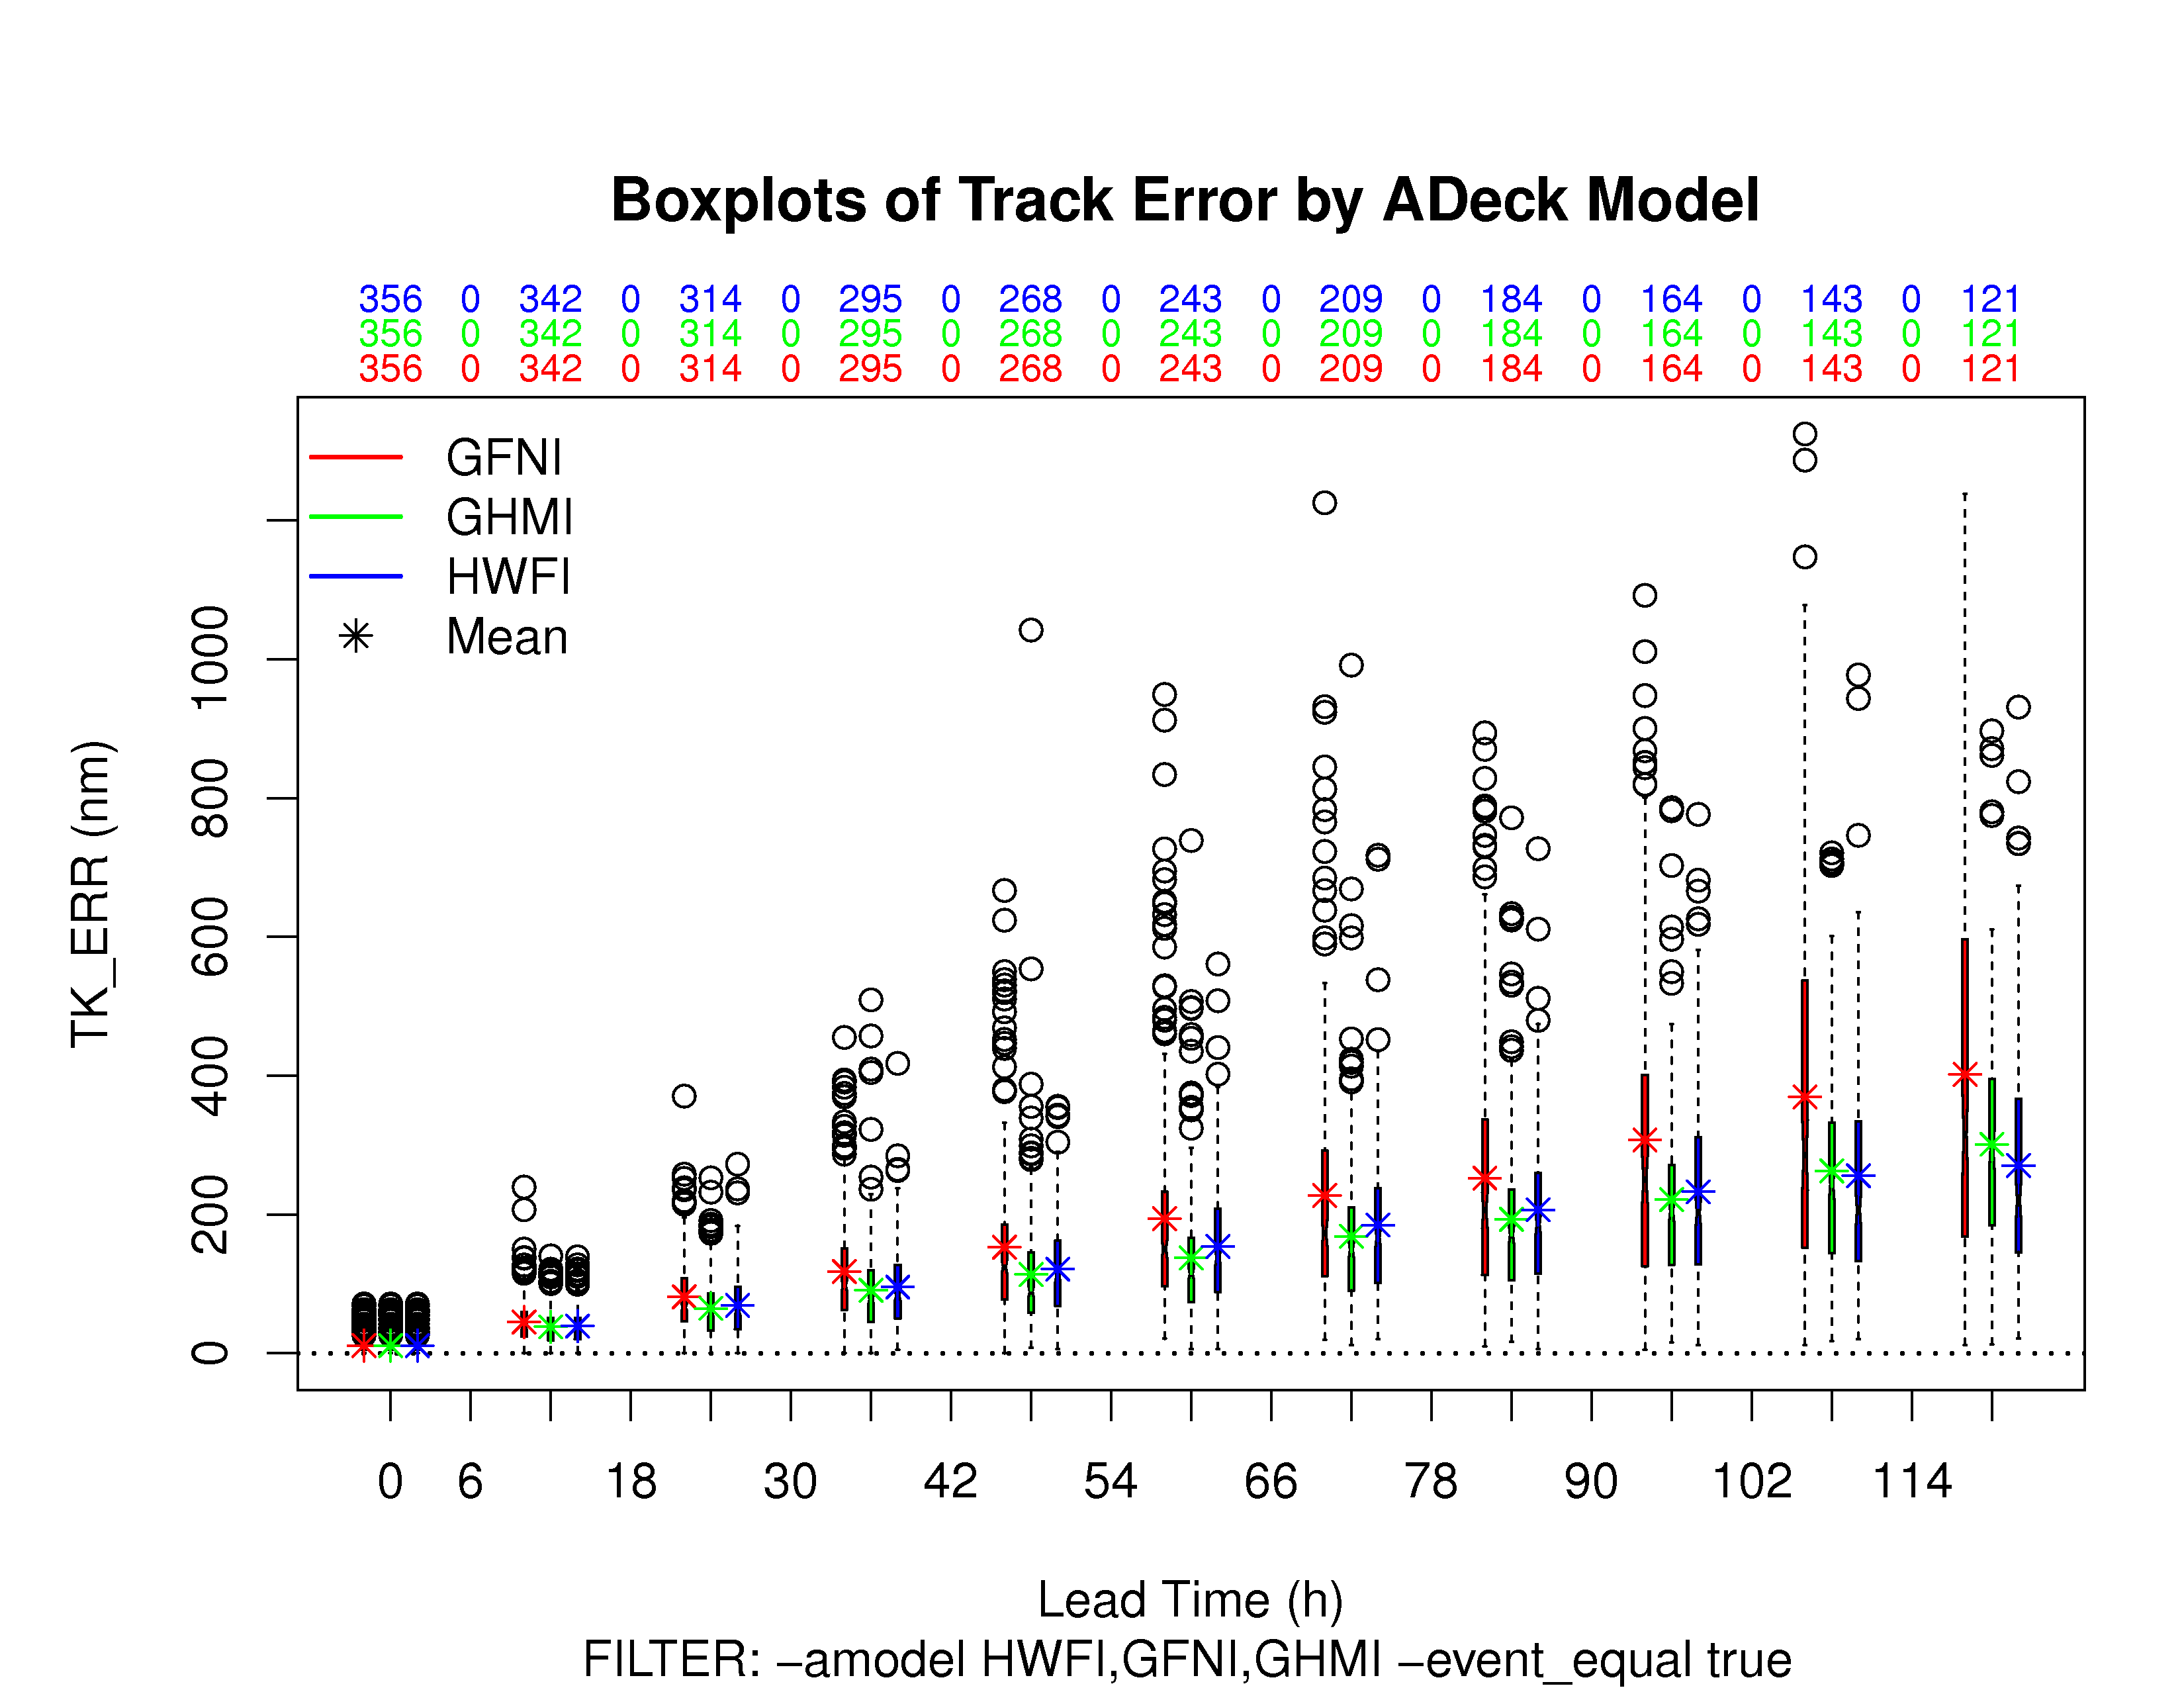 Boxplots of Track Error by ADeck Model
356 0 342 0 314 0 295 0 268 0 243 0 209 0 184 0 164 0 143 0 121
356 0 342 0 314 0 295 0 268 0 243 0 209 0 184 0 164 0 143 0 121
356 0 342 0 314 0 295 0 268 0 243 0 209 0 184 0 164 0 143 0 121
GFNI
GHMI
HWFI
Mean
TK_ERR (nm)
1000
800
600
400
200
0
0 6 18 30 42 54 66 78 90 102 114
Lead Time (h)
FILTER: −amodel HWFI,GFNI,GHMI −event_equal true